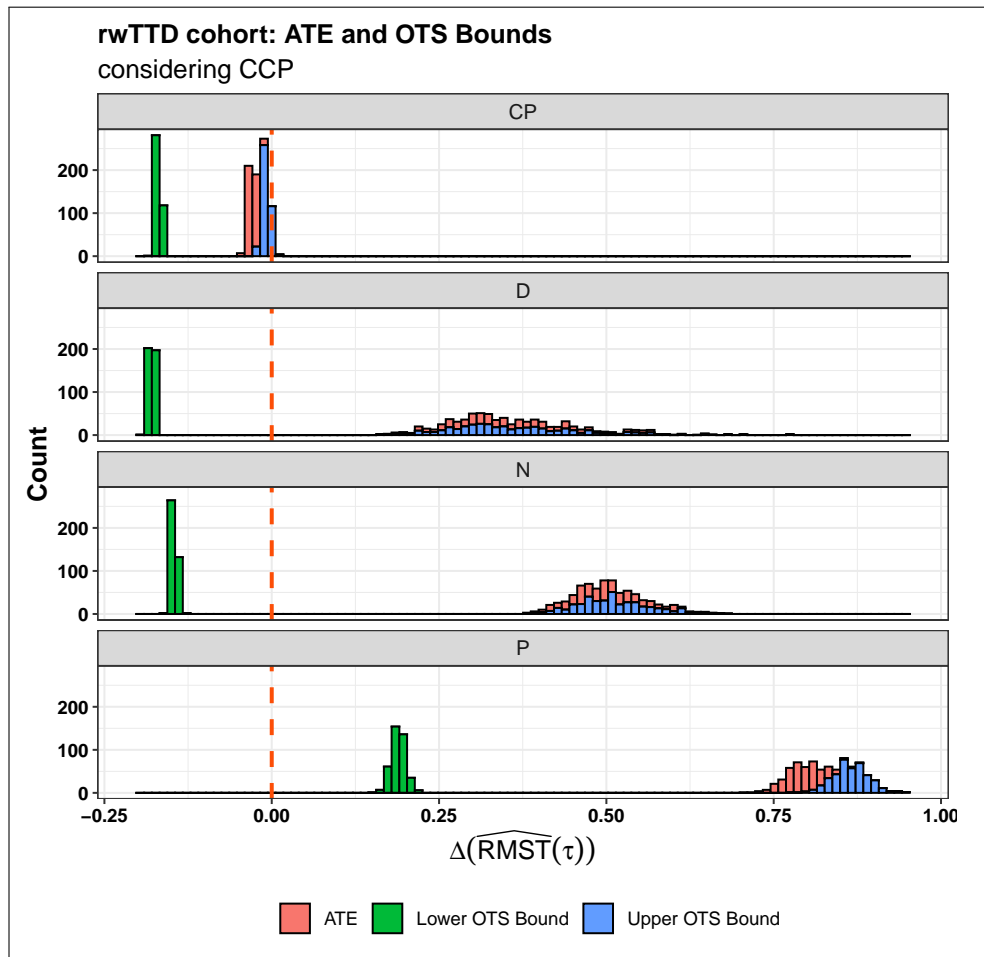 rwTTD cohort: ATE and OTS Bounds
considering CCP
CP
200
100
0
D
200
100
0
N
200
100
0
P
200
100
0
Count
−0.25 0.00 0.25 0.50 0.75 1.00
Δ(\widehat{RMST}(τ))
ATE Lower OTS Bound Upper OTS Bound